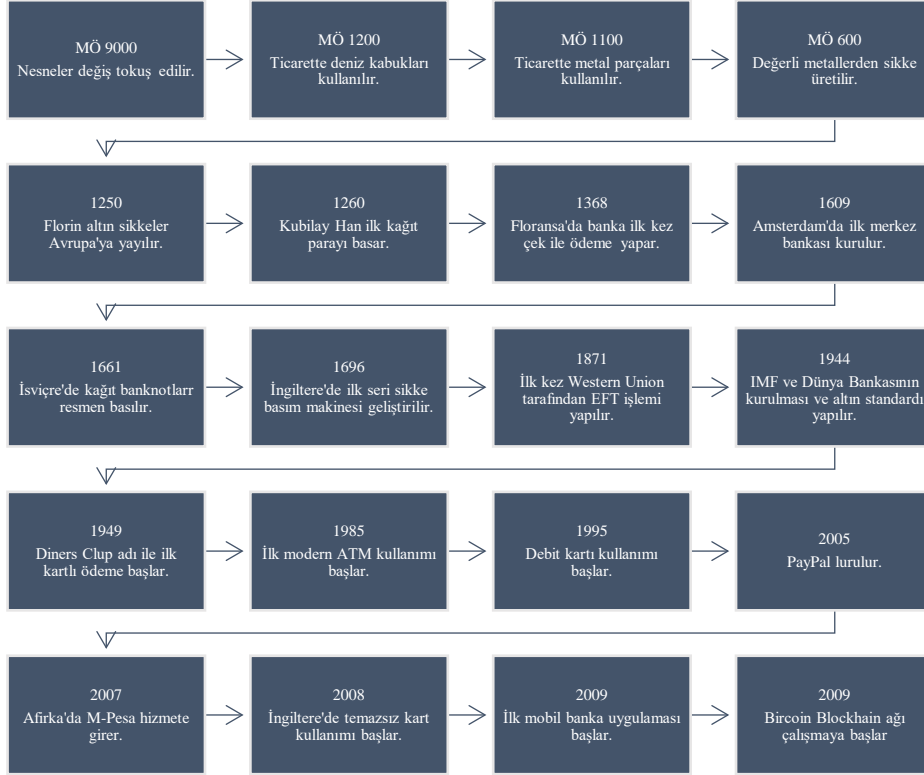 MÖ 9000
Nesneler değiş tokuş edilir.
MÖ 1200
Ticarette deniz kabukları
kullanılır.
MÖ 1100
Ticarette metal parçaları
kullanılır.
MÖ 600
Değerli metallerden sikke
üretilir.
1250
Florin altın sikkeler
Avrupa'ya yayılır.
1260
Kubilay Han ilk kağıt
parayı basar.
1368
Floransa'da banka ilk kez
çek ile ödeme yapar.
1609
Amsterdam'da ilk merkez
bankası kurulur.
1661
İsviçre'de kağıt banknotlarr
resmen basılır.
1696
İngiltere'de ilk seri sikke
basım makinesi geliştirilir.
1871
İlk kez Western Union
tarafından EFT işlemi
yapılır.
1944
IMF ve Dünya Bankasının
kurulması ve altın standardı
yapılır.
1949
Diners Clup adı ile ilk
kartlı ödeme başlar.
1985
İlk modern ATM kullanımı
başlar.
1995
Debit kartı kullanımı
başlar.
2005
PayPal lurulur.
2007
Afirka'da M-Pesa hizmete
girer.
2008
İngiltere'de temazsız kart
kullanımı başlar.
2009
İlk mobil banka uygulaması
başlar.
2009
Bircoin Blockhain ağı
çalışmaya başlar